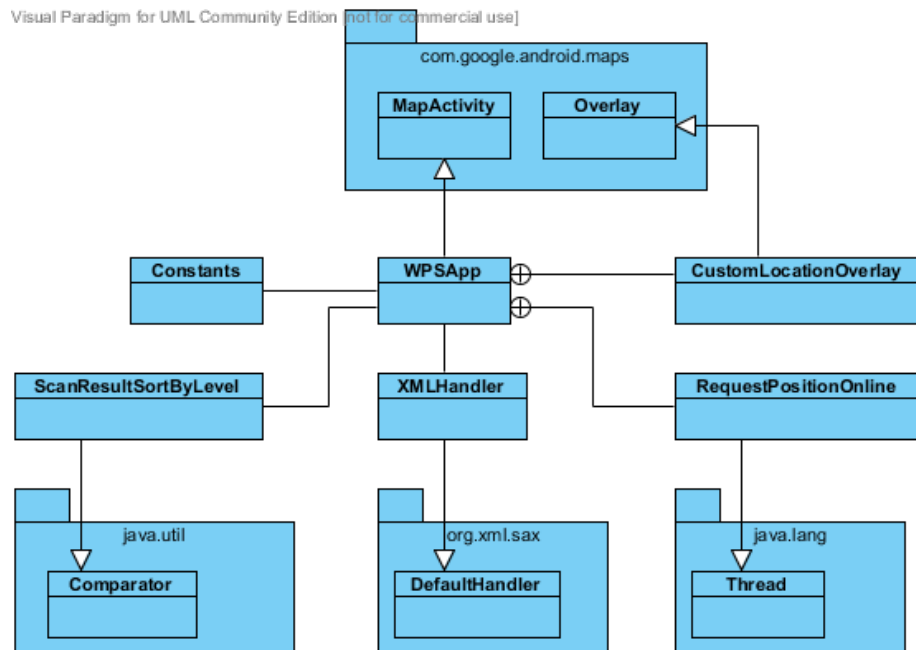 Visual Paradigm for UML Community Edition [not for commercial use]
com.google.android.maps
MapActivity
Overlay
Constants
WPSApp
CustomLocationOverlay
ScanResultSortByLevel
XMLHandler
RequestPositionOnline
java.util
org.xml.sax
java.lang
Comparator
DefaultHandler
Thread